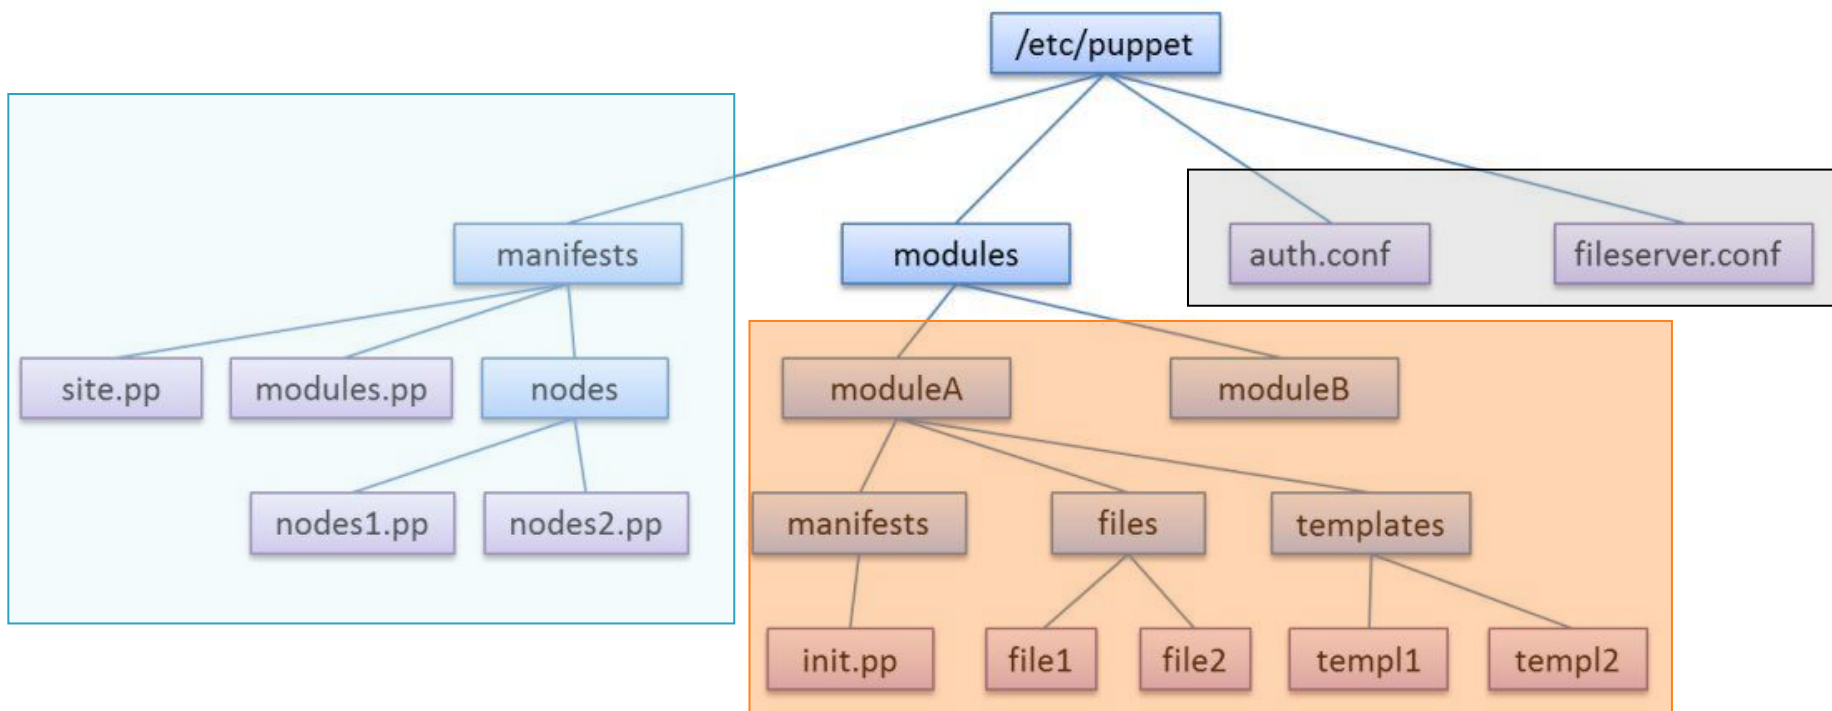 /etc/puppet
manifests
modules
auth.conf
fileserver.conf
site.pp
modules.pp
nodes
moduleA
moduleB
nodes1.pp
nodes2.pp
manifests
files
templates
init.pp
file1
file2
templ1
templ2